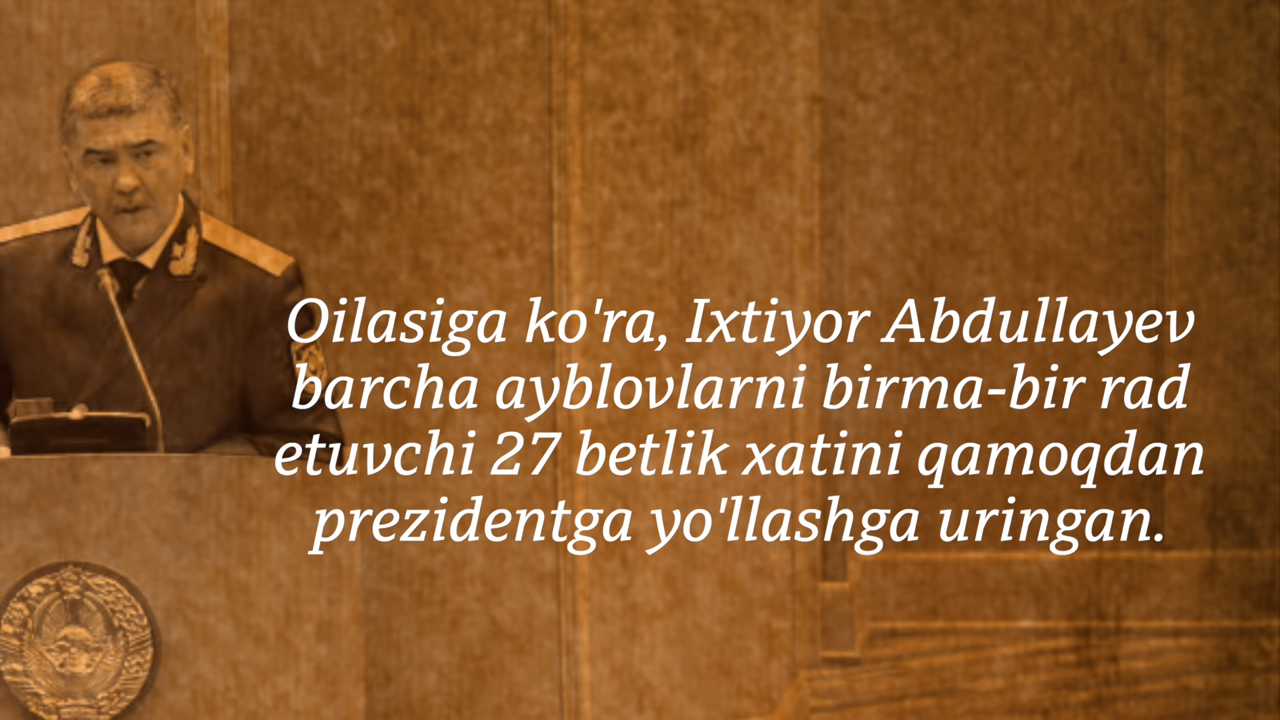 Oilasiga ko'ra, Ixtiyor Abdullayev
barcha ayblovlarni birma-bir rad
etuvchi 27 betlik xatini qamoqdan
prezidentga yo'llashga uringan.